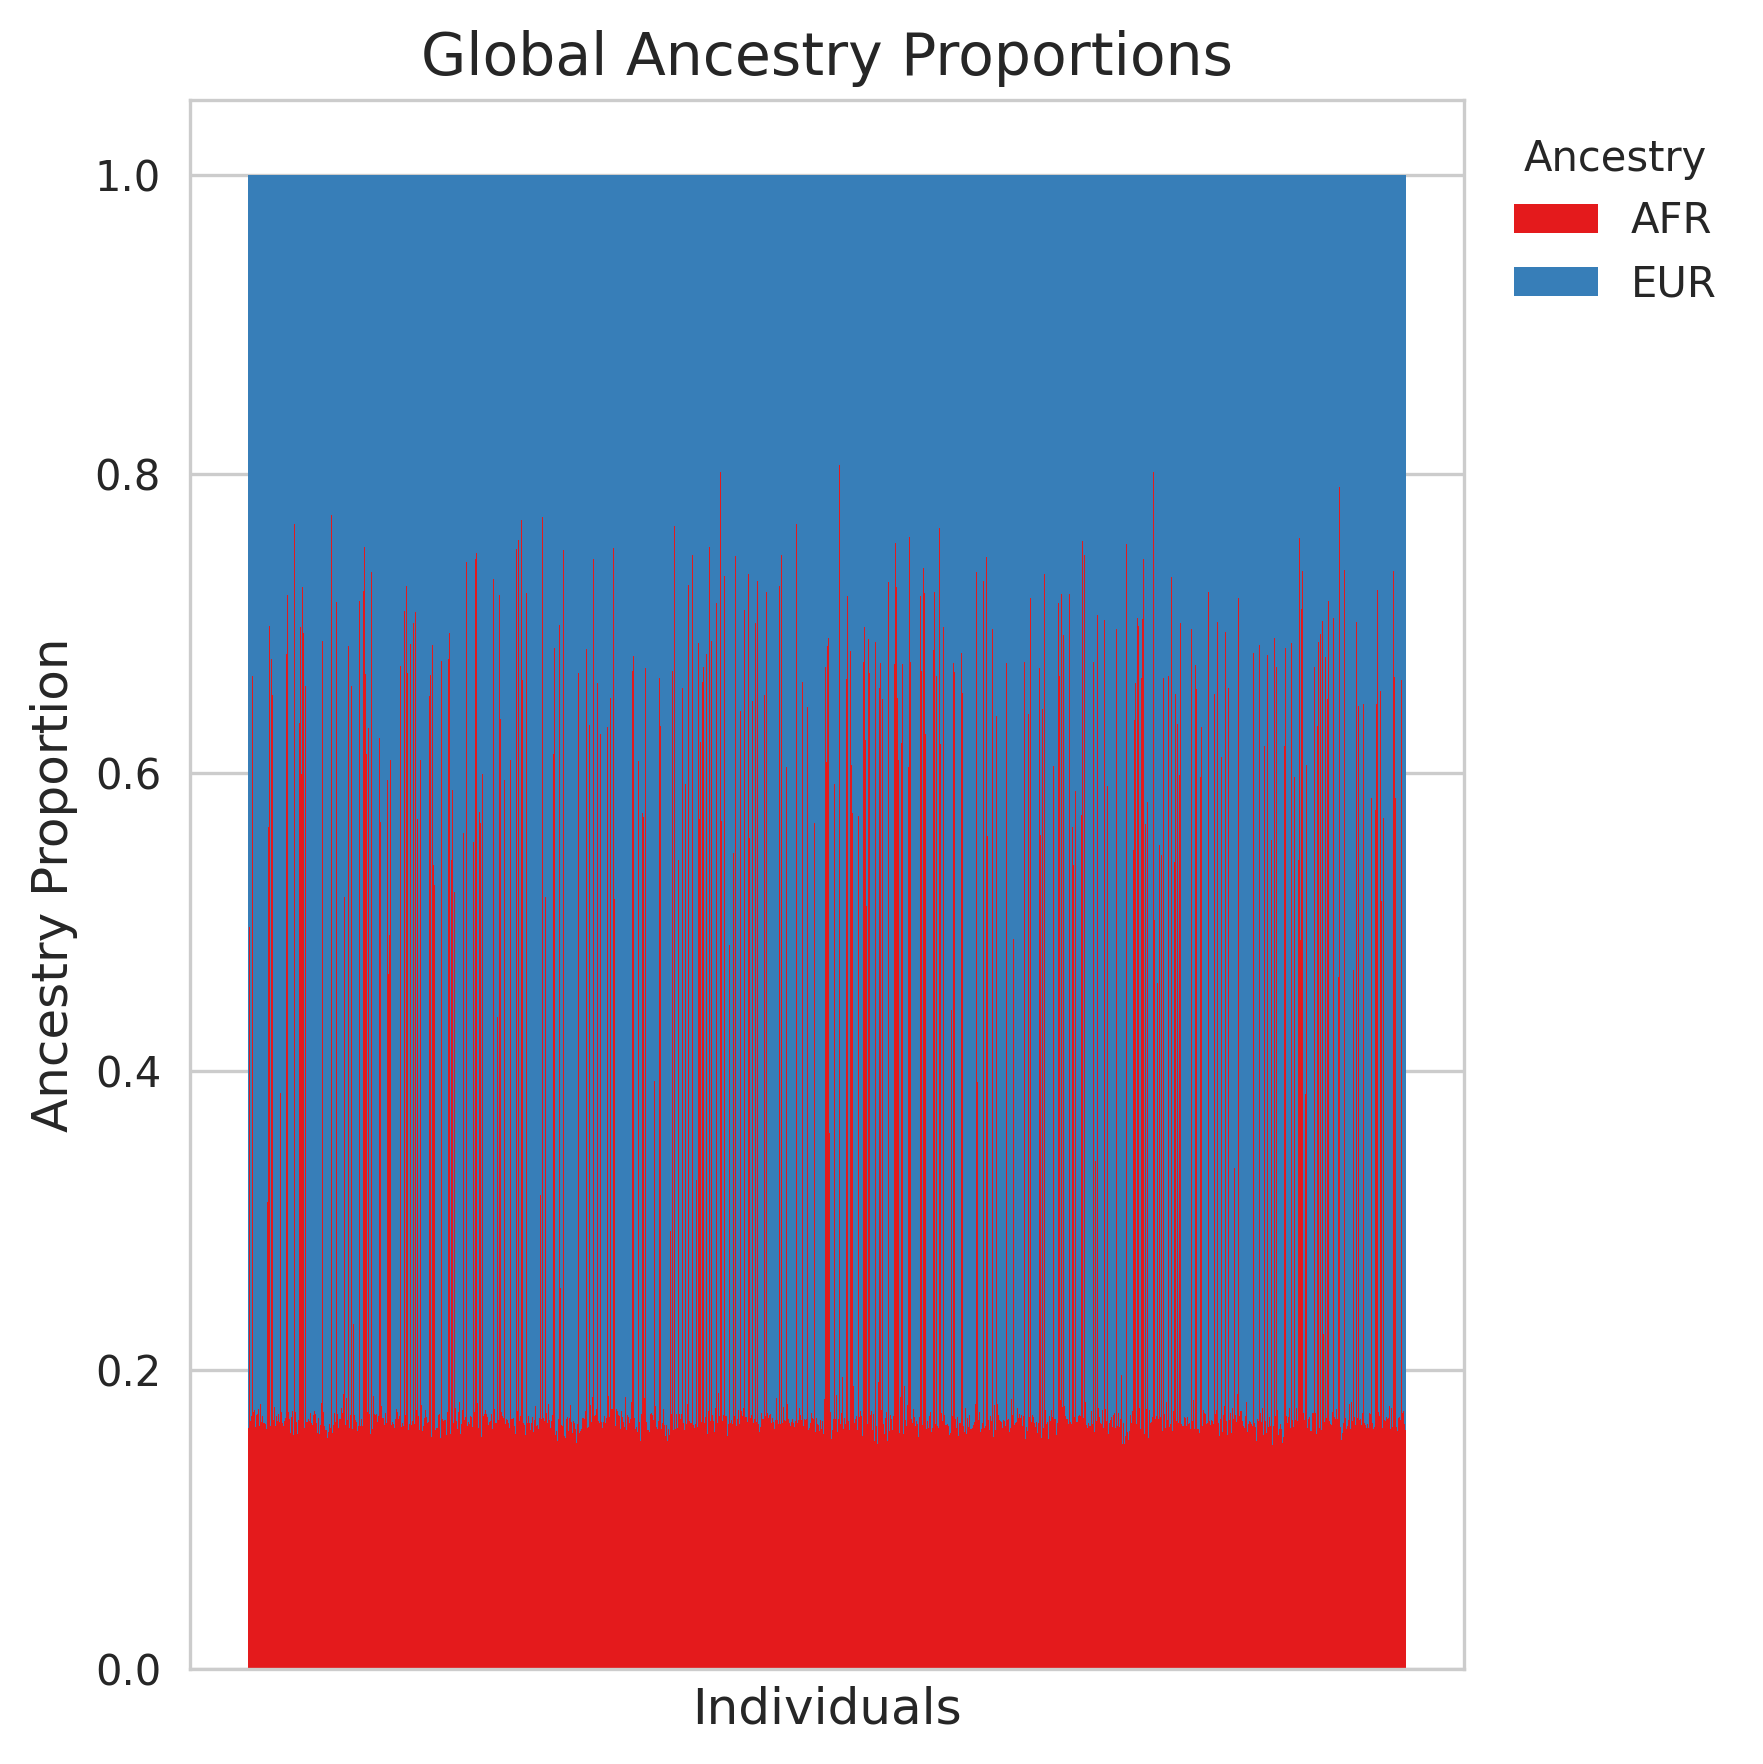 Global Ancestry Proportions
Ancestry
AFR
EUR
1.0
0.8
0.6
0.4
0.2
0.0
Ancestry Proportion
Individuals